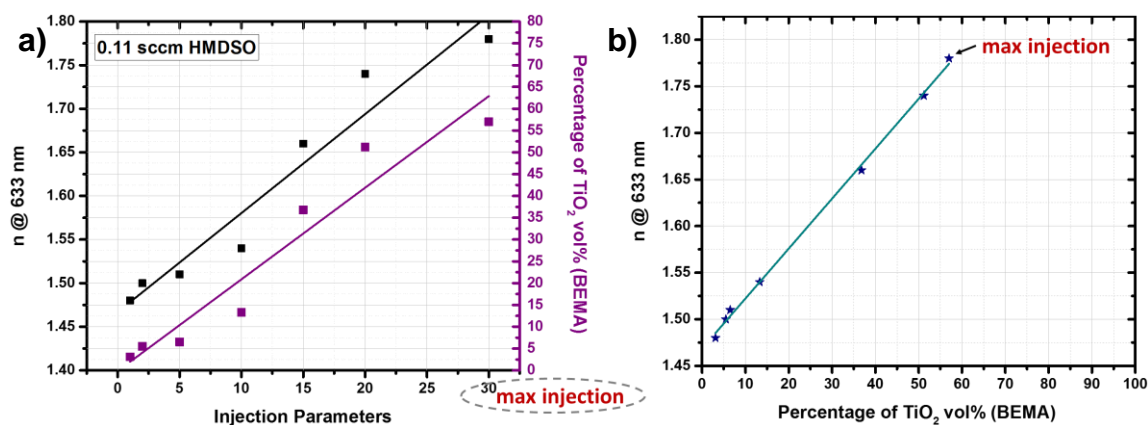 a)
0.11 sccm HMDSO
n @ 633 nm
1.80
1.75
1.70
1.65
1.60
1.55
1.50
1.45
1.40
0 5 10 15 20 25 30
Injection Parameters
max injection
80
75
70
65
60
55
50
45
40
35
30
25
20
15
10
5
0
Percentage of TiO₂ vol% (BEMA)
b)
max injection
n @ 633 nm
1.80
1.75
1.70
1.65
1.60
1.55
1.50
1.45
0 10 20 30 40 50 60 70 80 90 100
Percentage of TiO₂ vol% (BEMA)